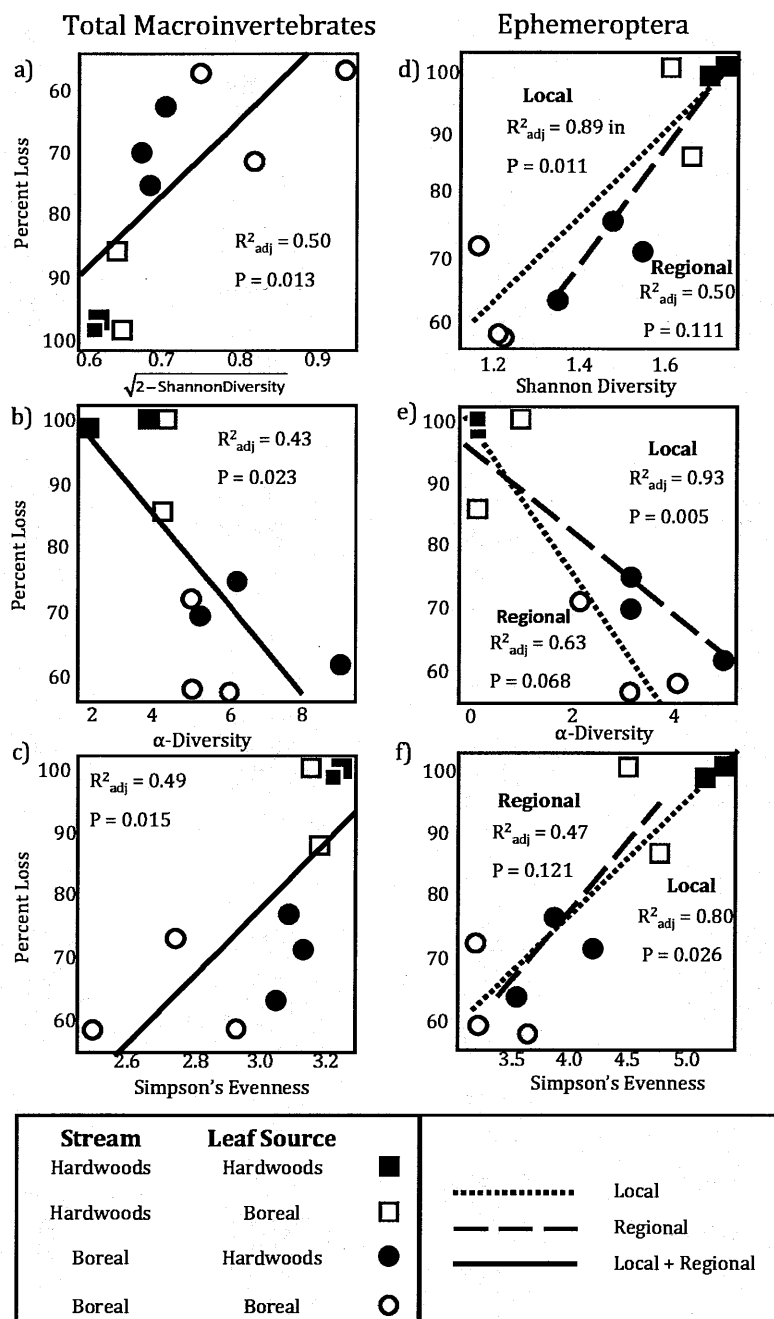 Total Macroinvertebrates
Ephemeroptera
a)
Percent Loss
60
70
80
90
100
R²adj = 0.50
P = 0.013
0.6 0.7 0.8 0.9
√2-ShannonDiversity
d)
Percent Loss
100
90
80
70
60
Local
R²adj = 0.89 in
P = 0.011
Regional
R²adj = 0.50
P = 0.111
1.2 1.4 1.6
Shannon Diversity
b)
Percent Loss
100
90
80
70
60
R²adj = 0.43
P = 0.023
2 4 6 8
α-Diversity
e)
100
90
80
70
60
Local
R²adj = 0.93
P = 0.005
Regional
R²adj = 0.63
P = 0.068
0 2 4
α-Diversity
c)
Percent Loss
100
90
80
70
60
R²adj = 0.49
P = 0.015
2.6 2.8 3.0 3.2
Simpson's Evenness
f)
100
90
80
70
60
Regional
R²adj = 0.47
P = 0.121
Local
R²adj = 0.80
P = 0.026
3.5 4.0 4.5 5.0
Simpson's Evenness
Stream Leaf Source
Hardwoods Hardwoods
Hardwoods Boreal
Boreal Hardwoods
Boreal Boreal
Local
Regional
Local + Regional